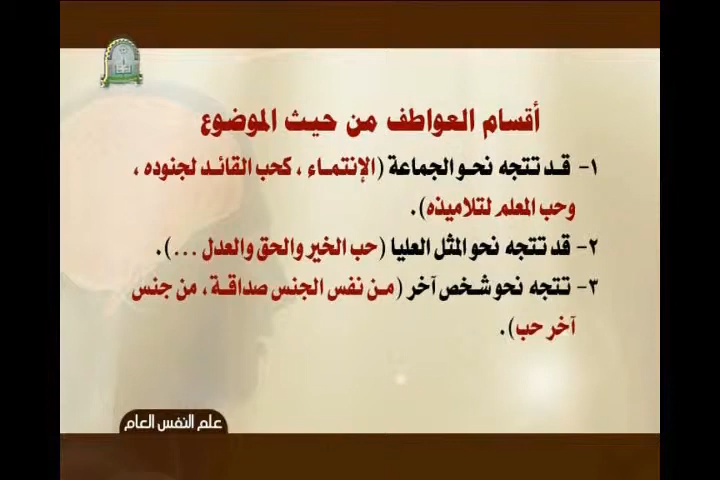 أقسام العواطف من حيث الموضوع
١- قد تتجه نحو الجماعة (الإنتماء ، كحب القائد لجنوده ،
وحب المعلم لتلاميذه).
٢- قد تتجه نحو المثل العليا (حب الخير والحق والعدل ...).
٣- تتجه نحو شخص آخر (من نفس الجنس صداقة ، من جنس
آخر حب).
علم النفس العام